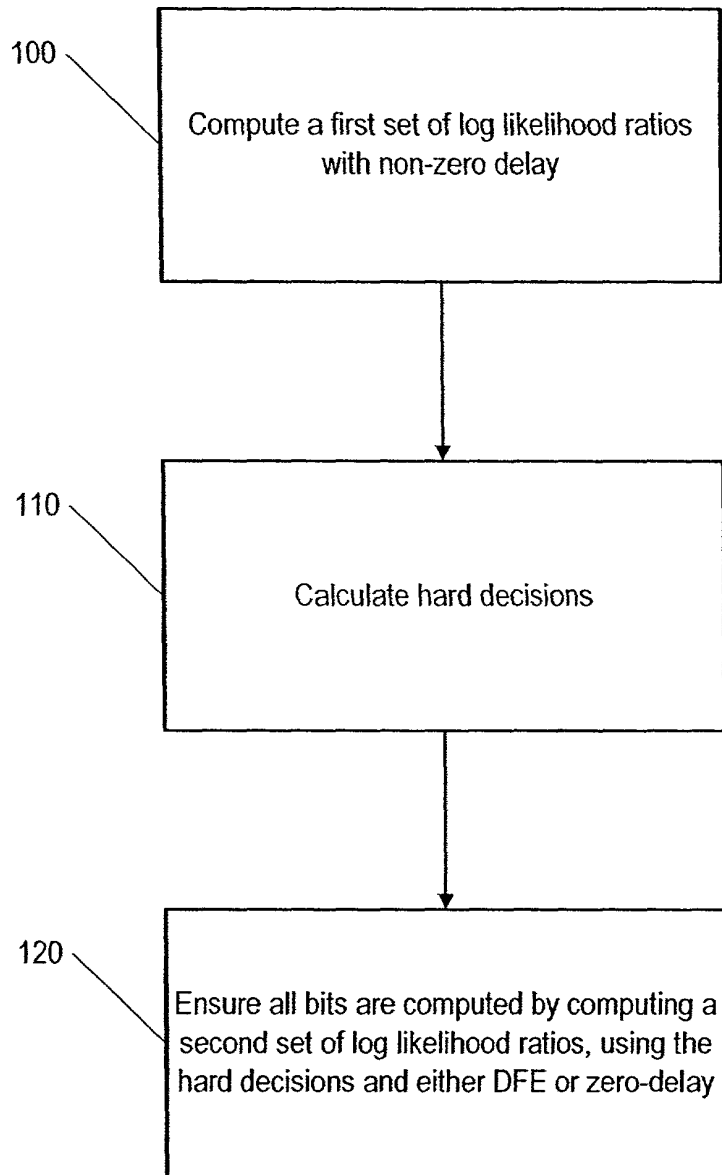 100
Compute a first set of log likelihood ratios
with non-zero delay
110
Calculate hard decisions
120
Ensure all bits are computed by computing a
second set of log likelihood ratios, using the
hard decisions and either DFE or zero-delay